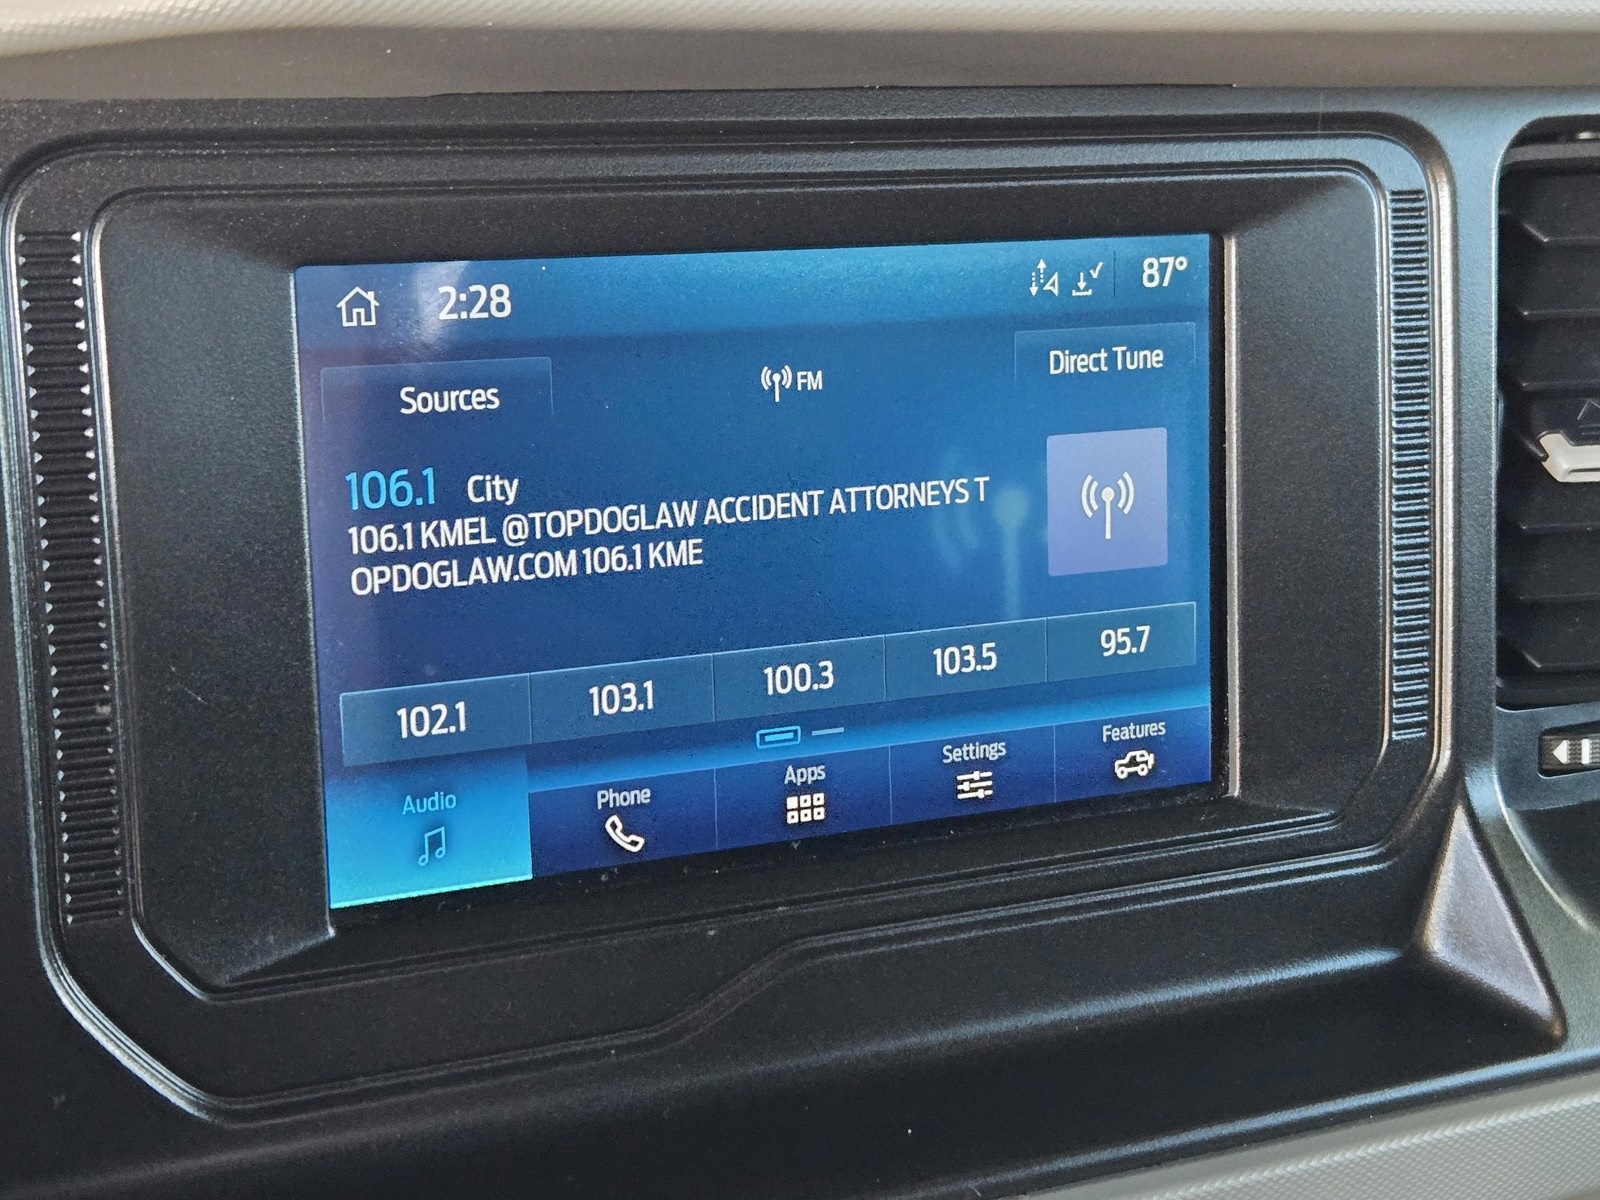 2:28
87°
Sources
FM
Direct Tune
106.1 City
106.1 KMEL @TOPDOGLAW ACCIDENT ATTORNEYS T
OPDOGLAW.COM 106.1 KME
102.1
103.1
100.3
103.5
95.7
Audio
Phone
Apps
Settings
Features